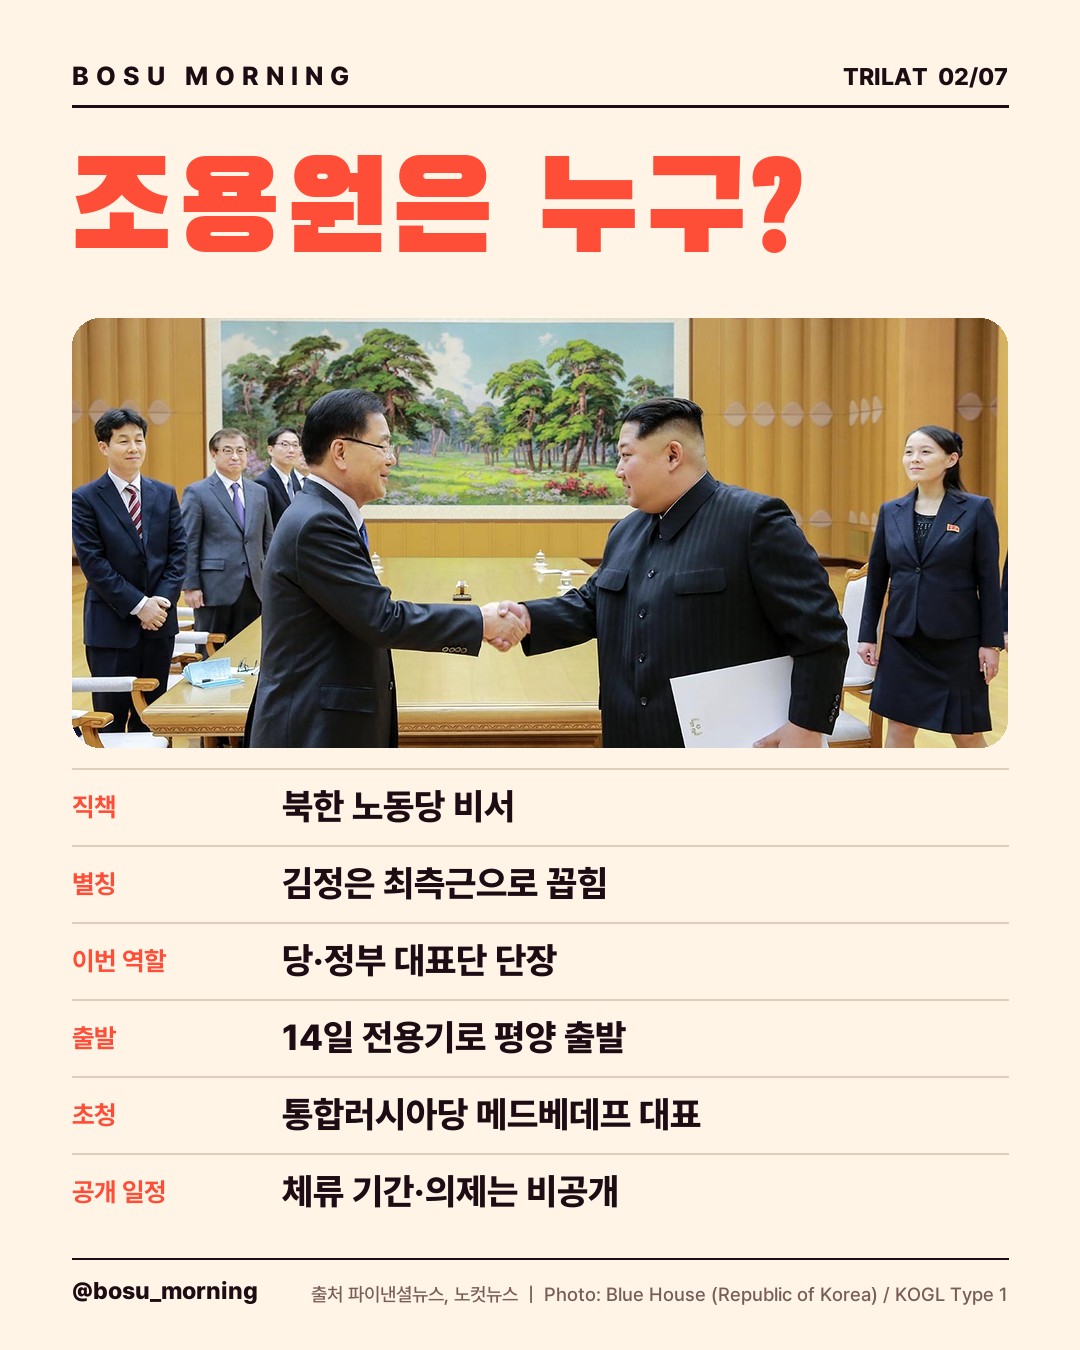 BOSU MORNING
TRILAT 02/07
조용원은 누구?
직책 북한 노동당 비서
별칭 김정은 최측근으로 꼽힘
이번 역할 당·정부 대표단 단장
출발 14일 전용기로 평양 출발
초청 통합러시아당 메드베데프 대표
공개 일정 체류 기간·의제는 비공개
@bosu_morning
출처 파이낸셜뉴스, 노컷뉴스 | Photo: Blue House (Republic of Korea) / KOGL Type 1